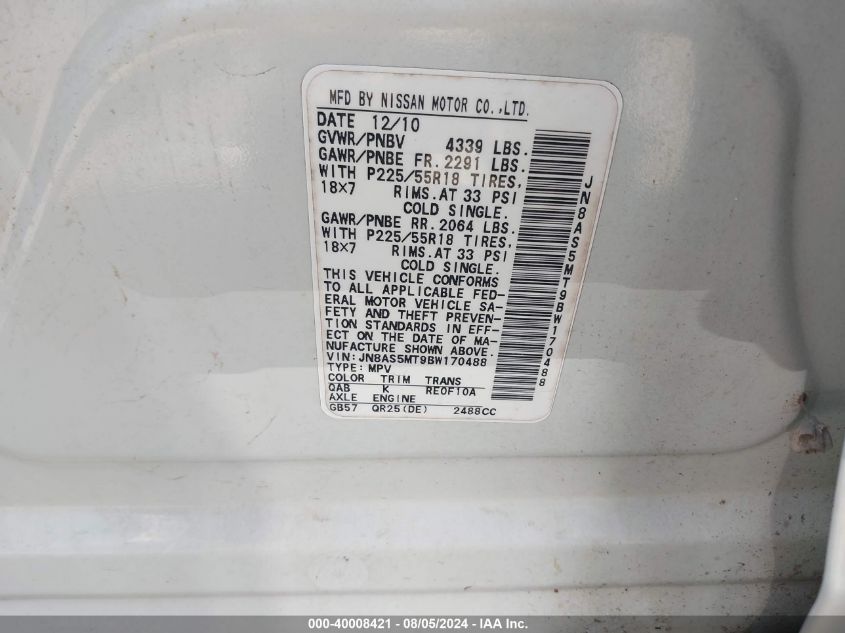 MFD BY NISSAN MOTOR CO.,LTD.
DATE 12/10
GVWR/PNBV 4339 LBS.
GAWR/PNBE FR. 2291 LBS.
WITH P225/55R18 TIRES,
18X7 RIMS.AT 33 PSI
COLD SINGLE.
GAWR/PNBE RR. 2064 LBS.
WITH P225/55R18 TIRES,
18X7 RIMS.AT 33 PSI
COLD SINGLE.
THIS VEHICLE CONFORMS
TO ALL APPLICABLE FED-
ERAL MOTOR VEHICLE SA-
FETY AND THEFT PREVEN-
TION STANDARDS IN EFF-
ECT ON THE DATE OF MA-
NUFACTURE SHOWN ABOVE.
VIN: JN8AS5MT9BW170488
TYPE: MPV
COLOR TRIM TRANS
QAB K RE0F10A
AXLE ENGINE
GB57 QR25(DE) 2488CC
JN8AS5MT9BW170488
000-40008421 - 08/05/2024 - IAA Inc.